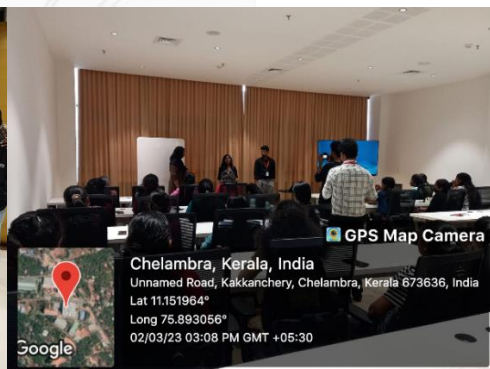 GPS Map Camera
Chelambra, Kerala, India
Unnamed Road, Kakkanchery, Chelambra, Kerala 673636, India
Lat 11.151964°
Long 75.893056°
02/03/23 03:08 PM GMT +05:30
Google